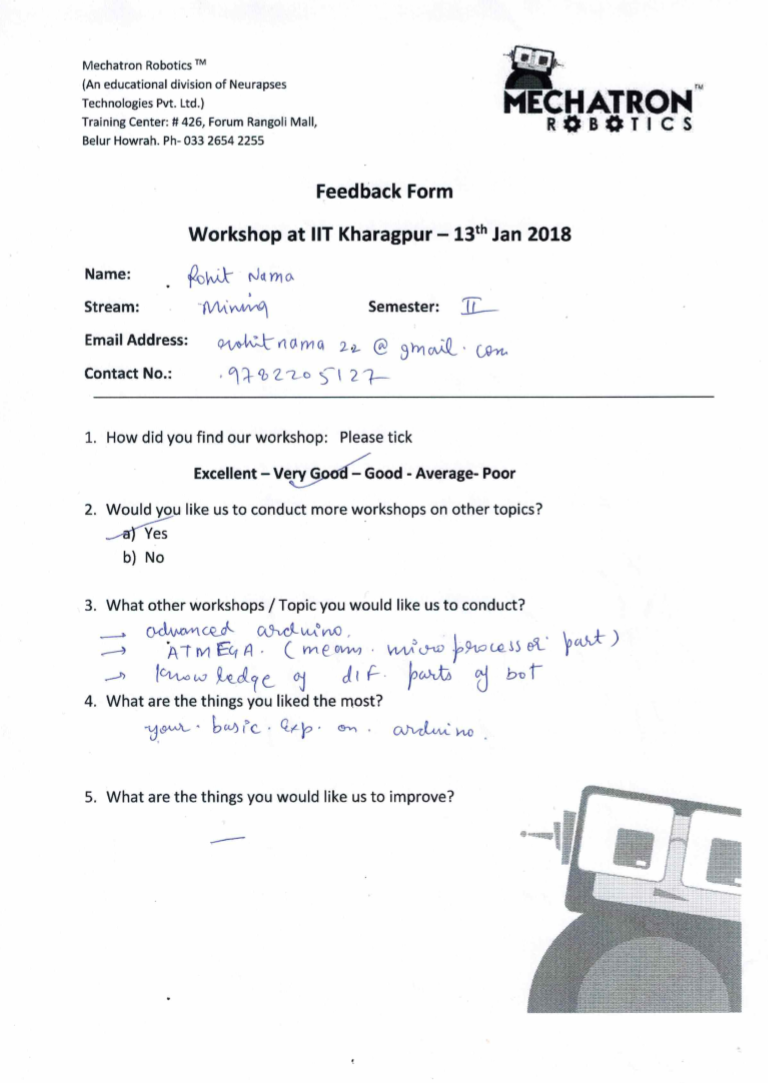 Mechatron Robotics ™
(An educational division of Neurapses
Technologies Pvt. Ltd.)
Training Center: # 426, Forum Rangoli Mall,
Belur Howrah. Ph- 033 2654 2255
MECHATRON ™
ROBOTICS
Feedback Form
Workshop at IIT Kharagpur – 13th Jan 2018
Name: Rohit Nama
Stream: Mining Semester: II
Email Address: rohitnama 22 @ gmail.com
Contact No.: 9782205127
1. How did you find our workshop: Please tick
Excellent – Very Good – Good - Average- Poor
2. Would you like us to conduct more workshops on other topics?
a) Yes
b) No
3. What other workshops / Topic you would like us to conduct?
→ advanced arduino.
→ ATMEGA. (means. microprocessor part)
→ knowledge of dif. parts of bot
4. What are the things you liked the most?
your. basic. exp. on. arduino.
5. What are the things you would like us to improve?
—